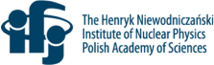 The Henryk Niewodniczański
Institute of Nuclear Physics
Polish Academy of Sciences